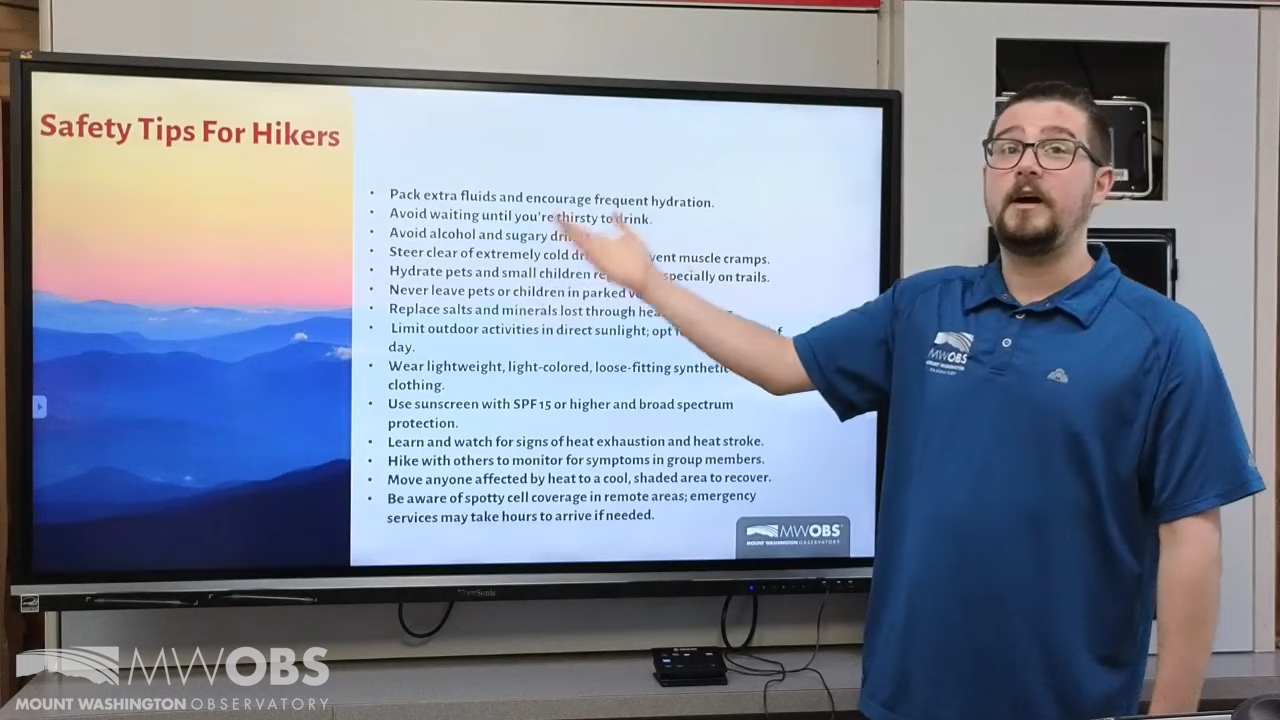 Safety Tips For Hikers
• Pack extra fluids and encourage frequent hydration.
• Avoid waiting until you're thirsty to drink.
• Avoid alcohol and sugary
• Steer clear of extremely cold muscle cramps.
• Hydrate pets and small children especially on trails.
• Never leave pets or children in parked
• Replace salts and minerals lost through
• Limit outdoor activities in direct sunlight; opt of
day.
• Wear lightweight, light-colored, loose-fitting synthetic
clothing.
• Use sunscreen with SPF 15 or higher and broad spectrum
protection.
• Learn and watch for signs of heat exhaustion and heat stroke.
• Hike with others to monitor for symptoms in group members.
• Move anyone affected by heat to a cool, shaded area to recover.
• Be aware of spotty cell coverage in remote areas; emergency
services may take hours to arrive if needed.
MWOBS
MOUNT WASHINGTON OBSERVATORY
ViewSonic
MWOBS
MOUNT WASHINGTON
OBSERVATORY
MWOBS
MOUNT WASHINGTON OBSERVATORY